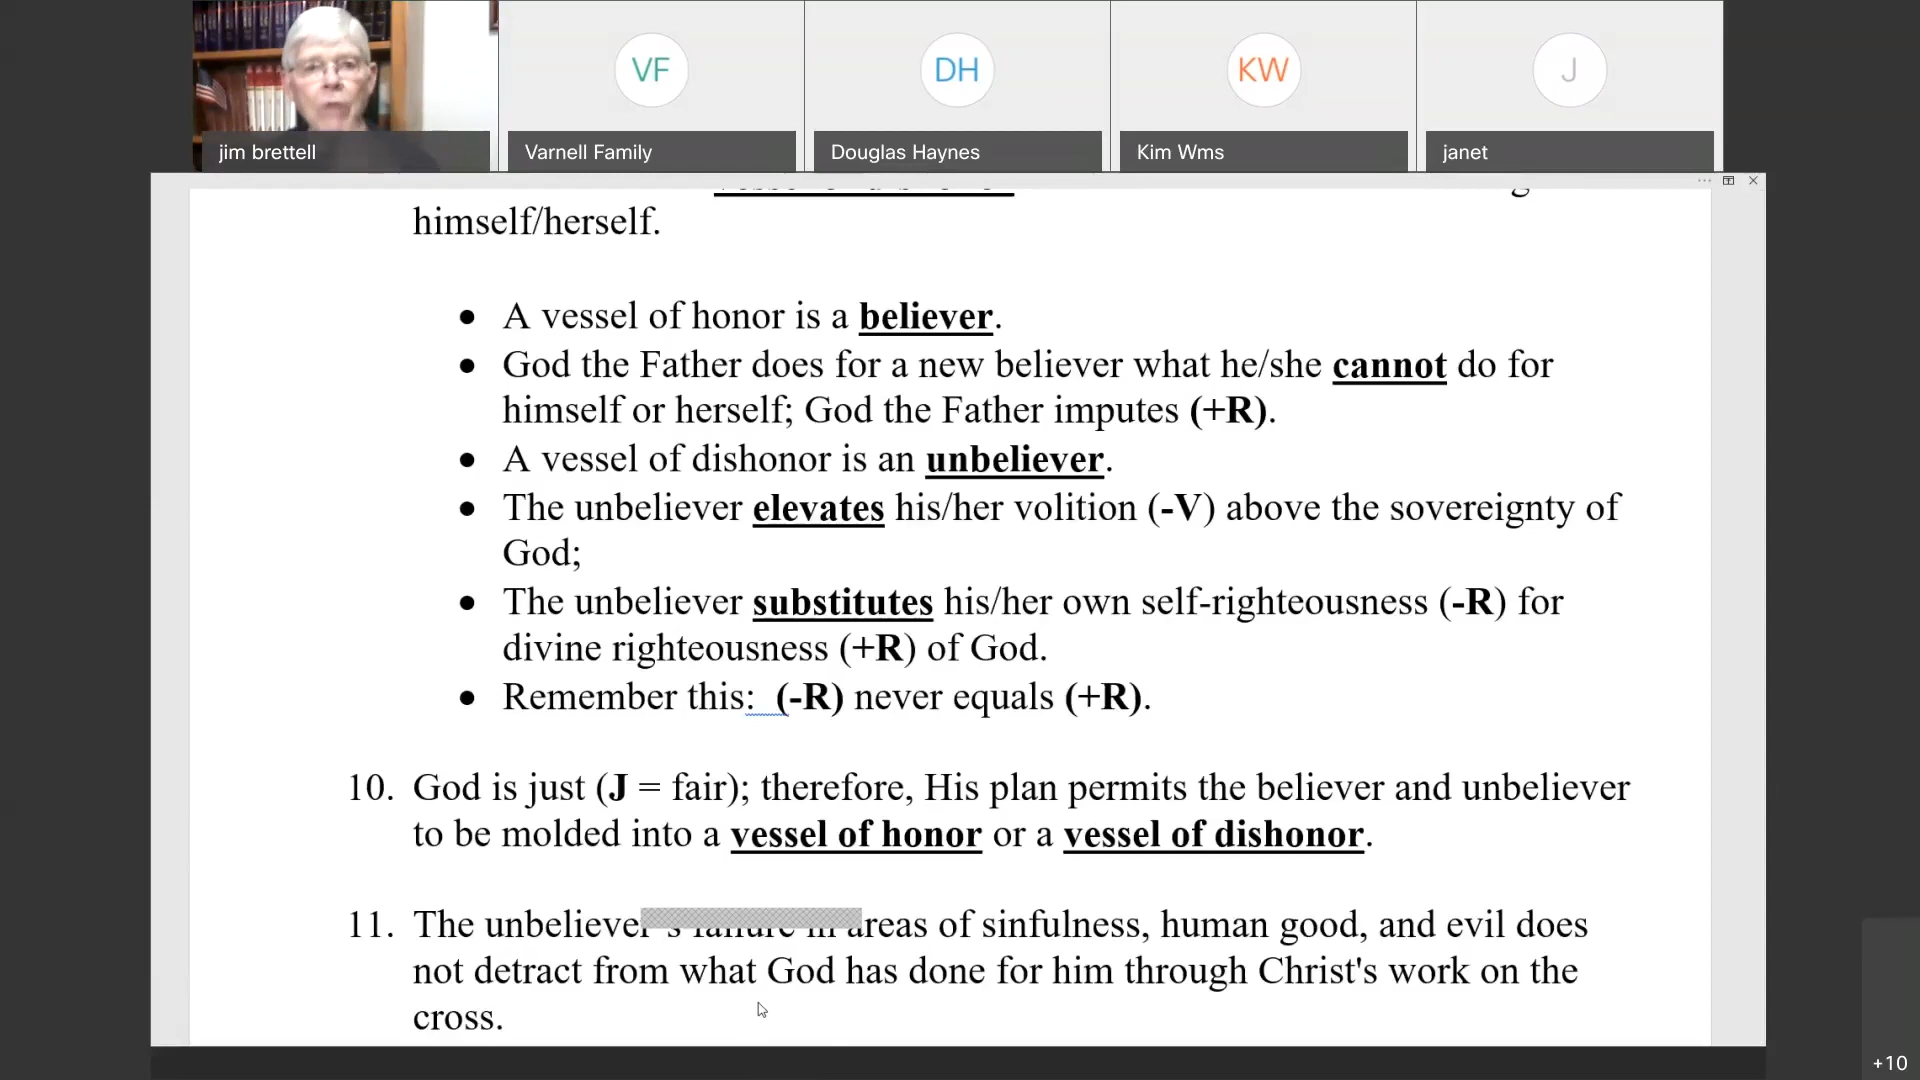 VF
DH
KW
J
jim brettell
Varnell Family
Douglas Haynes
Kim Wms
janet
himself/herself.
• A vessel of honor is a believer.
• God the Father does for a new believer what he/she cannot do for
himself or herself; God the Father imputes (+R).
• A vessel of dishonor is an unbeliever.
• The unbeliever elevates his/her volition (-V) above the sovereignty of
God;
• The unbeliever substitutes his/her own self-righteousness (-R) for
divine righteousness (+R) of God.
• Remember this:  (-R) never equals (+R).
10. God is just (J = fair); therefore, His plan permits the believer and unbeliever
to be molded into a vessel of honor or a vessel of dishonor.
11. The unbeliever's failure in areas of sinfulness, human good, and evil does
not detract from what God has done for him through Christ's work on the
cross.
+10